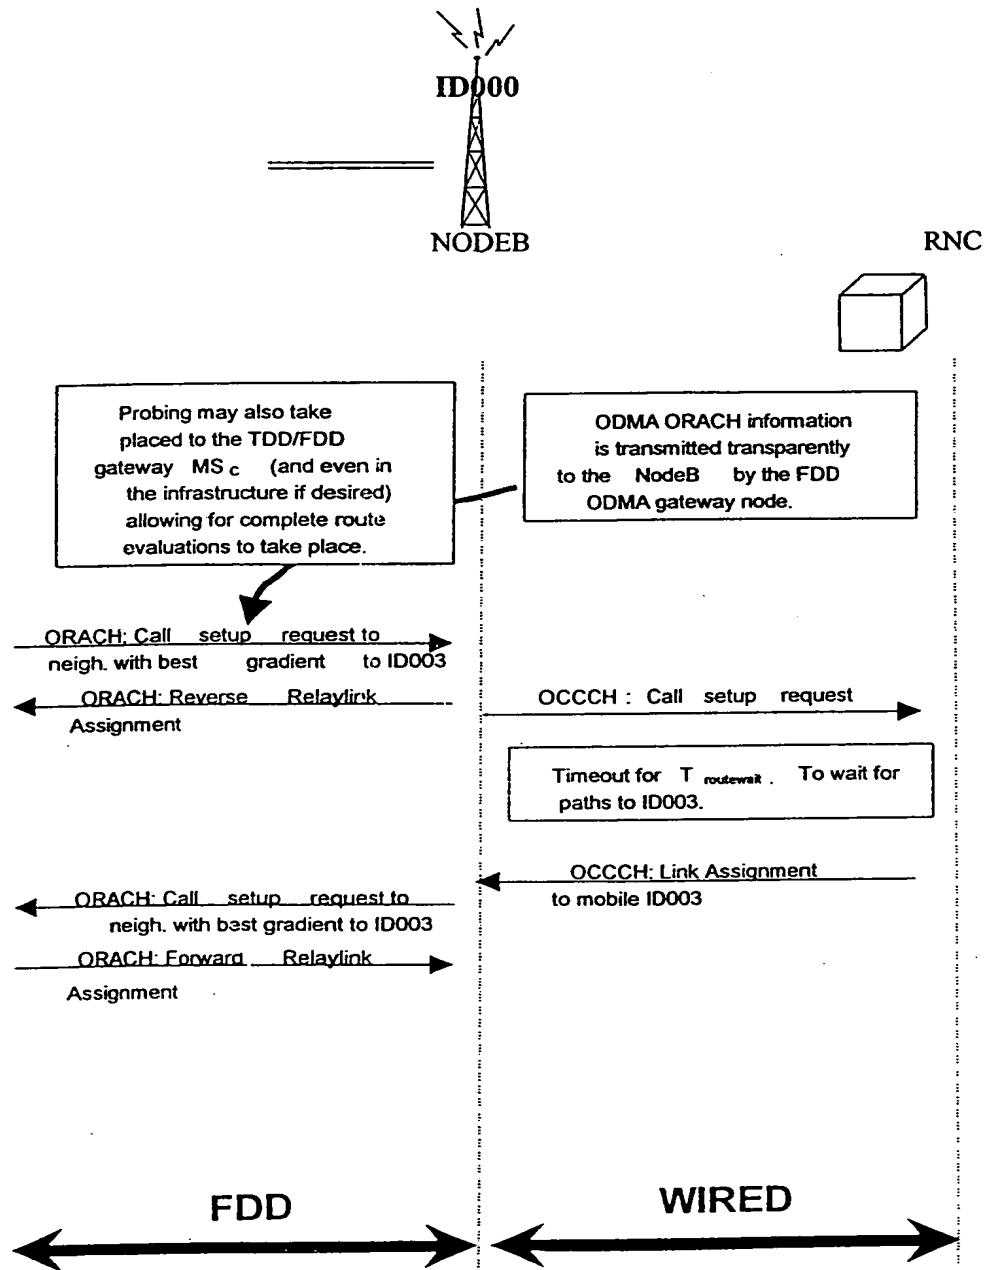 ID000
NODEB
RNC
Probing may also take
placed to the TDD/FDD
gateway MS C (and even in
the infrastructure if desired)
allowing for complete route
evaluations to take place.
ODMA ORACH information
is transmitted transparently
to the NodeB by the FDD
ODMA gateway node.
ORACH: Call setup request to
neigh. with best gradient to ID003
ORACH: Reverse Relaylink
Assignment
OCCCH : Call setup request
Timeout for T routewait . To wait for
paths to ID003.
OCCCH: Link Assignment
to mobile ID003
ORACH: Call setup request to
neigh. with best gradient to ID003
ORACH: Forward Relaylink
Assignment
FDD
WIRED